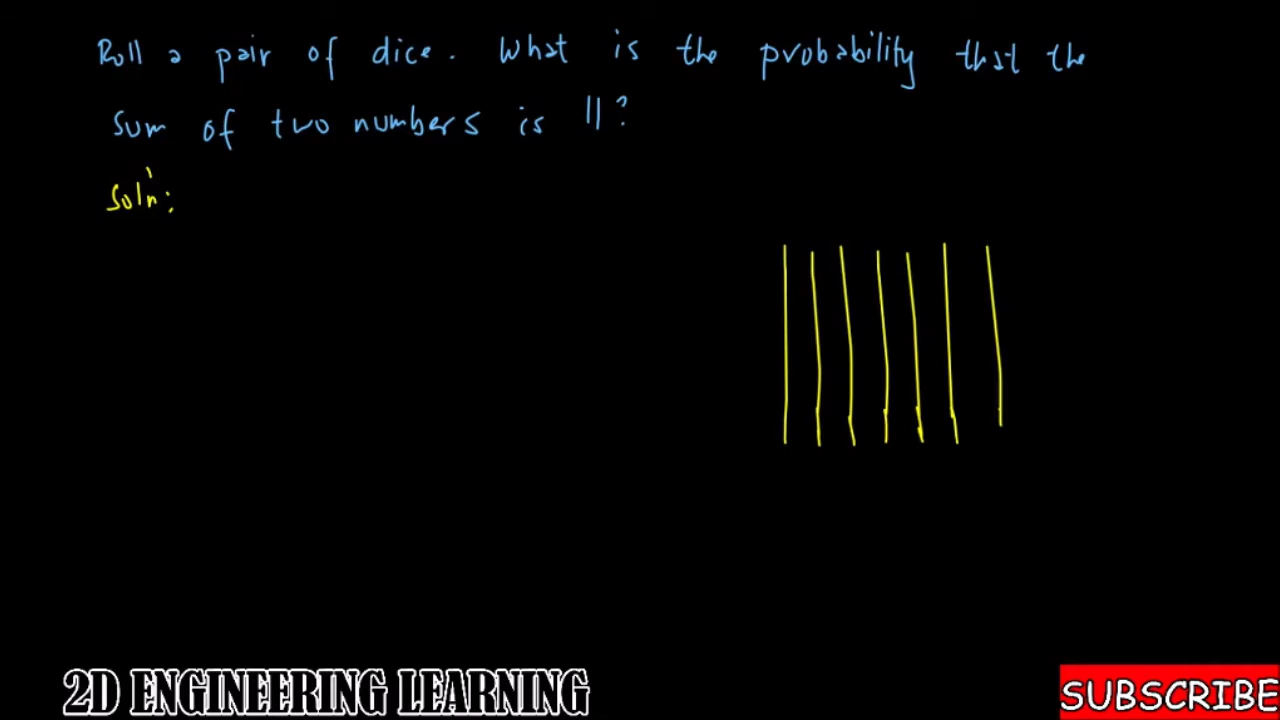 Roll a pair of dice. What is the probability that the
sum of two numbers is 11?
Sol'n:
2D ENGINEERING LEARNING
SUBSCRIBE